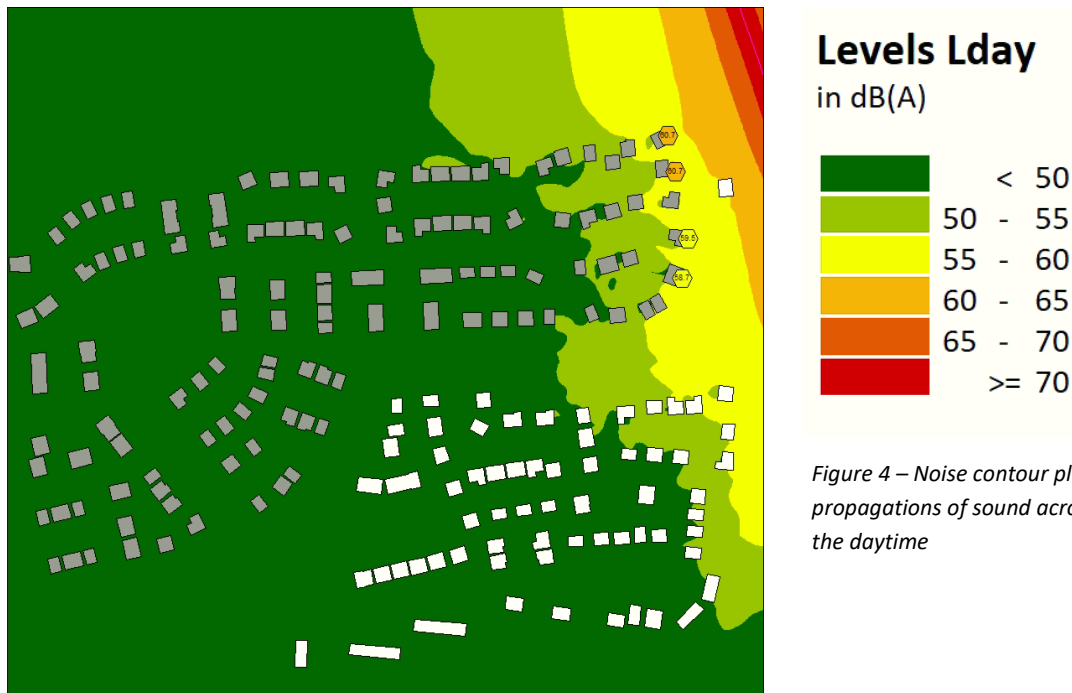 60.7
60.7
59.5
58.7
Levels Lday
in dB(A)
< 50
50 - 55
55 - 60
60 - 65
65 - 70
>= 70
Figure 4 – Noise contour pl
propagations of sound acro
the daytime